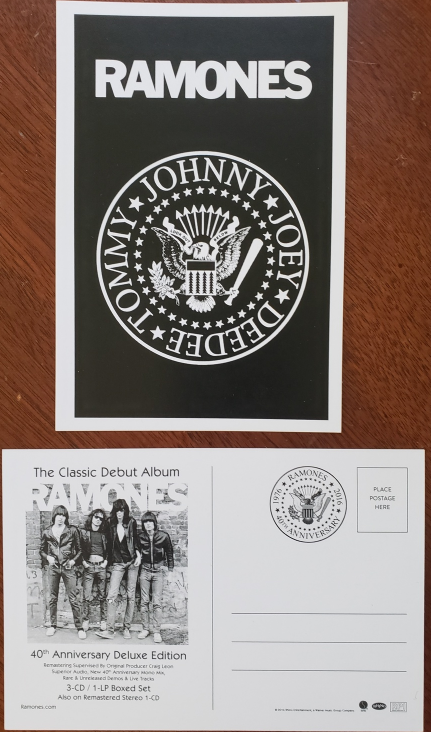 RAMONES
JOHNNY ★ JOEY ★ DEEDEE ★ TOMMY ★
The Classic Debut Album
RAMONES
40th Anniversary Deluxe Edition
Remastering Supervised By Original Producer Craig Leon
Superior Audio, New 40th Anniversary Mono Mix,
Rare & Unreleased Demos & Live Tracks
3-CD / 1-LP Boxed Set
Also on Remastered Stereo 1-CD
Ramones.com
RAMONES
1976
2016
40th ANNIVERSARY
PLACE
POSTAGE
HERE